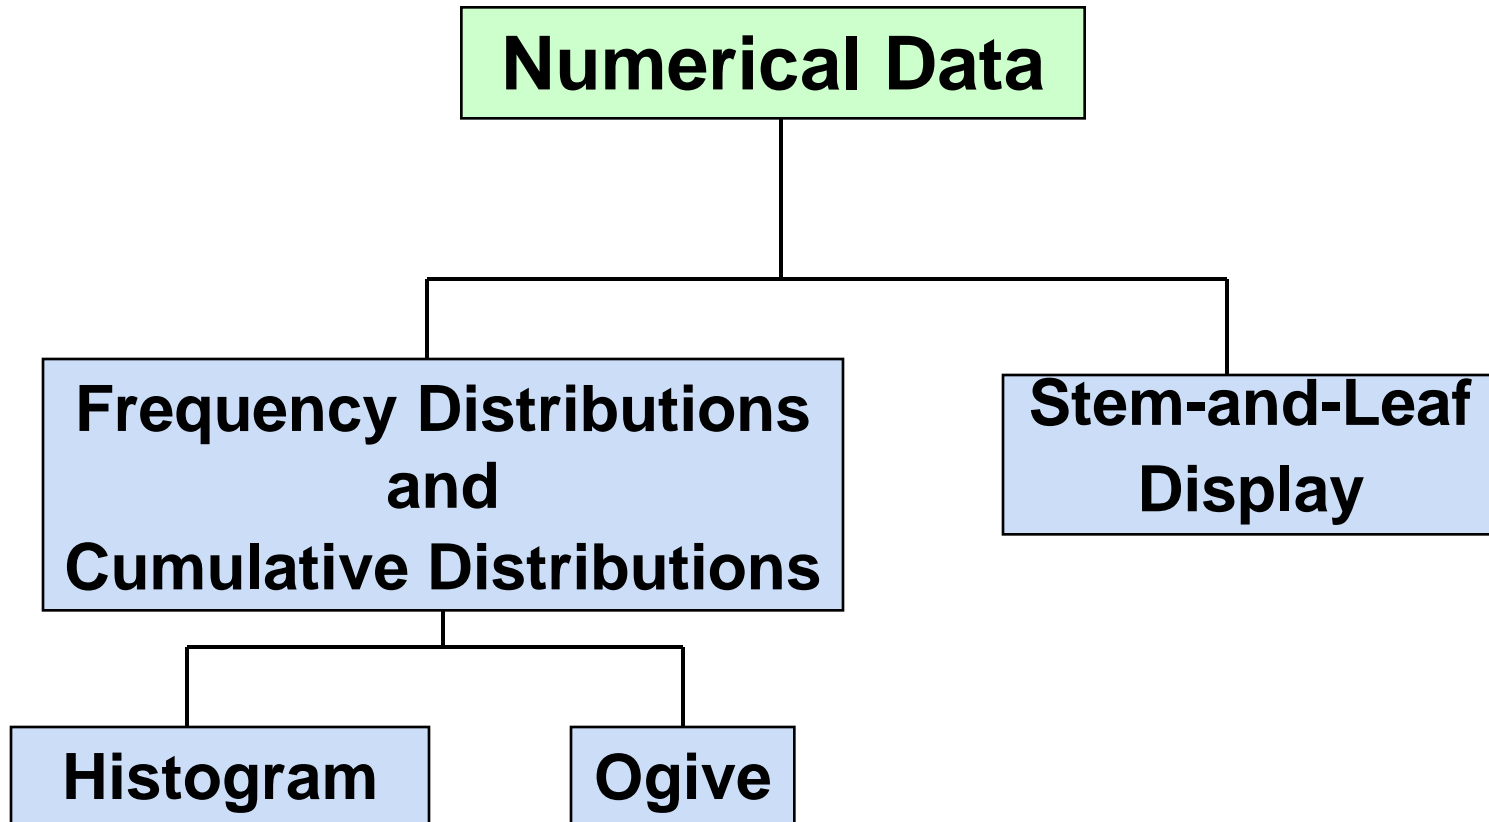 Numerical Data
Frequency Distributions
and
Cumulative Distributions
Stem-and-Leaf
Display
Histogram
Ogive